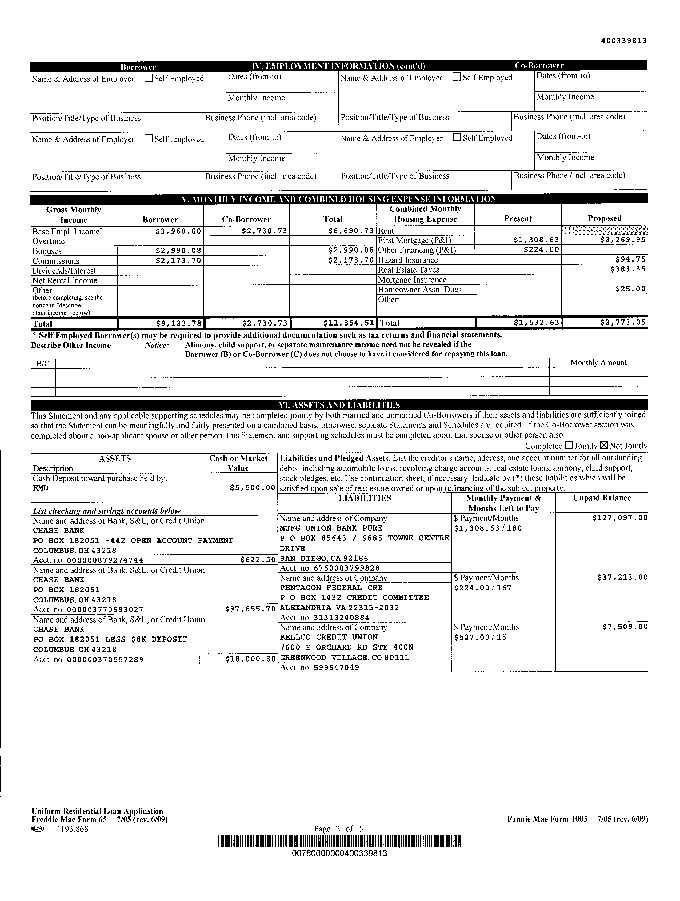 400339813
Borrower IV. EMPLOYMENT INFORMATION (cont'd) Co-Borrower
Name & Address of Employer Self Employed Dates (from-to) Name & Address of Employer Self Employed Dates (from-to)
Monthly Income Monthly Income
Position/Title/Type of Business Business Phone (incl. area code) Position/Title/Type of Business Business Phone (incl. area code)
Name & Address of Employer Self Employed Dates (from-to) Name & Address of Employer Self Employed Dates (from-to)
Monthly Income Monthly Income
Position/Title/Type of Business Business Phone (incl. area code) Position/Title/Type of Business Business Phone (incl. area code)
V. MONTHLY INCOME AND COMBINED HOUSING EXPENSE INFORMATION
Gross Monthly Income Borrower Co-Borrower Total Combined Monthly Housing Expense Present Proposed
Base Empl. Income* $3,960.00 $2,730.73 $6,690.73 Rent
Overtime First Mortgage (P&I) $1,308.63 $2,269.95
Bonuses $2,990.08 $2,990.08 Other Financing (P&I) $224.00
Commissions $2,173.70 $2,173.70 Hazard Insurance $94.75
Dividends/Interest Real Estate Taxes $383.35
Net Rental Income Mortgage Insurance
Other Homeowner Assn. Dues $25.00
(before completing, see the notice in "describe other income," below) Other:
Total $9,123.78 $2,730.73 $11,854.51 Total $1,532.63 $2,773.05
* Self Employed Borrower(s) may be required to provide additional documentation such as tax returns and financial statements.
Describe Other Income Notice: Alimony, child support, or separate maintenance income need not be revealed if the
Borrower (B) or Co-Borrower (C) does not choose to have it considered for repaying this loan.
B/C Monthly Amount
VI. ASSETS AND LIABILITIES
This Statement and any applicable supporting schedules may be completed jointly by both married and unmarried Co-Borrowers if their assets and liabilities are sufficiently joined
so that the Statement can be meaningfully and fairly presented on a combined basis; otherwise, separate Statements and Schedules are required. If the Co-Borrower section was
completed about a non-applicant spouse or other person, this Statement and supporting schedules must be completed about that spouse or other person also.
Completed Jointly Not Jointly
ASSETS Cash or Market Liabilities and Pledged Assets. List the creditor's name, address, and account number for all outstanding
Description Value debts, including automobile loans, revolving charge accounts, real estate loans, alimony, child support,
Cash Deposit toward purchase held by: stock pledges, etc. Use continuation sheet, if necessary. Indicate by (*) those liabilities which will be
EMD $5,500.00 satisfied upon sale of real estate owned or upon refinancing of the subject property.
LIABILITIES Monthly Payment & Months Left to Pay Unpaid Balance
List checking and savings accounts below
Name and address of Bank, S&L, or Credit Union Name and address of Company $ Payment/Months $127,097.00
CHASE BANK UNION BANK $1,308.63/180
PO BOX 182051 -442 OPEN ACCOUNT PAYMENT P O BOX 85643 / 9885 TOWNE CENTRE
COLUMBUS, OH 43218 DRIVE
Acct. no. 000000879274744 $622.50 SAN DIEGO, CA 92186
Acct. no. 6750003793828
Name and address of Bank, S&L, or Credit Union Name and address of Company $ Payment/Months $37,213.00
CHASE BANK PENTAGON FEDERAL CRE $224.00/167
PO BOX 182051 P O BOX 1432 CREDIT COMMITTEE
COLUMBUS, OH 43218 ALEXANDRIA VA 22313-2032
Acct. no. 000003770593027 $97,655.70 Acct. no. 31313240884
Name and address of Bank, S&L, or Credit Union Name and address of Company $ Payment/Months $7,509.00
CHASE BANK BELLCO CREDIT UNION $527.00/15
PO BOX 182051 LESS $6K DEPOSIT 7600 E ORCHARD RD STE 400N
COLUMBUS OH 43218 GREENWOOD VILLAGE, CO 80111
Acct. no. 000000370557289 $18,000.80 Acct. no. 599547049
Uniform Residential Loan Application
Freddie Mac Form 65 7/05 (rev. 6/09) Fannie Mae Form 1003 7/05 (rev. 6/09)
Page 2 of 5
00780000000400339813